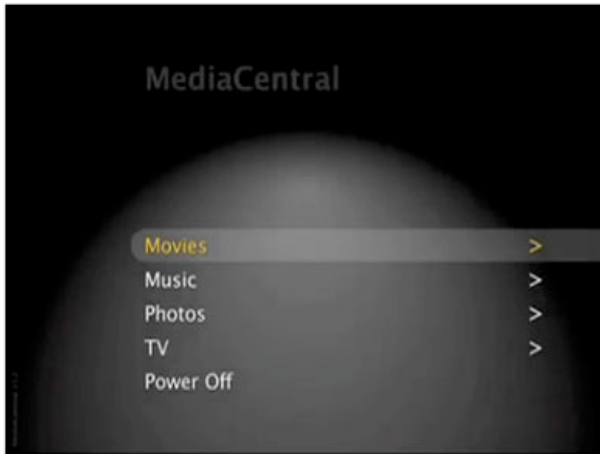 MediaCentral
Movies >
Music >
Photos >
TV >
Power Off